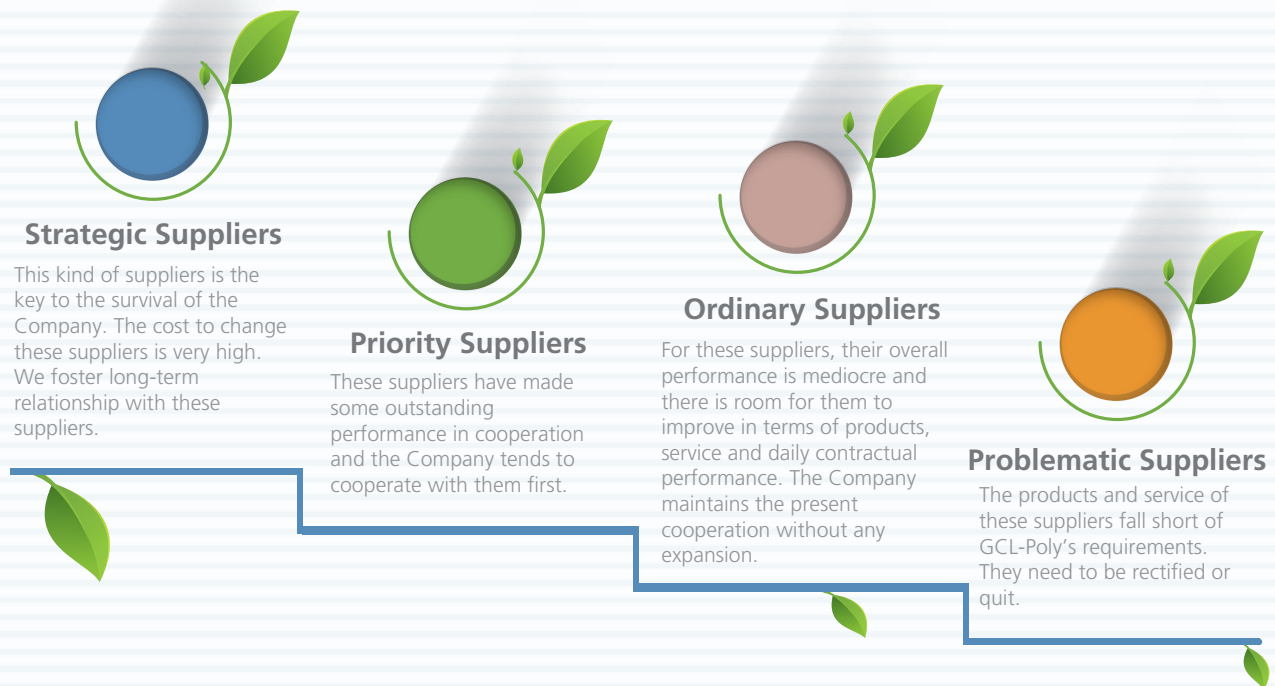 Strategic Suppliers
This kind of suppliers is the
key to the survival of the
Company. The cost to change
these suppliers is very high.
We foster long-term
relationship with these
suppliers.
Priority Suppliers
These suppliers have made
some outstanding
performance in cooperation
and the Company tends to
cooperate with them first.
Ordinary Suppliers
For these suppliers, their overall
performance is mediocre and
there is room for them to
improve in terms of products,
service and daily contractual
performance. The Company
maintains the present
cooperation without any
expansion.
Problematic Suppliers
The products and service of
these suppliers fall short of
GCL-Poly’s requirements.
They need to be rectified or
quit.